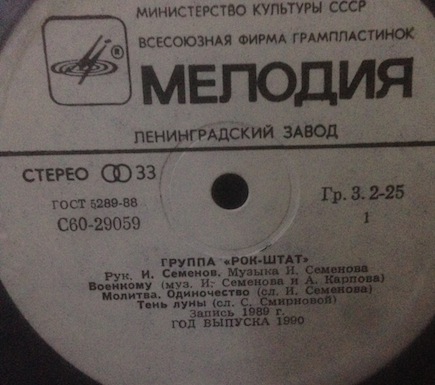 МИНИСТЕРСТВО КУЛЬТУРЫ СССР
ВСЕСОЮЗНАЯ ФИРМА ГРАМПЛАСТИНОК
®
МЕЛОДИЯ
ЛЕНИНГРАДСКИЙ ЗАВОД
СТЕРЕО 33
ГОСТ 5289-88
С60-29059
Гр. 3. 2-25
1
ГРУППА «РОК-ШТАТ»
Рук. И. Семенов. Музыка И. Семенова
Военкому (муз. И. Семенова и А. Карпова)
Молитва. Одиночество (сл. И. Семенова)
Тень луны (сл. С. Смирновой)
Запись 1989 г.
ГОД ВЫПУСКА 1990